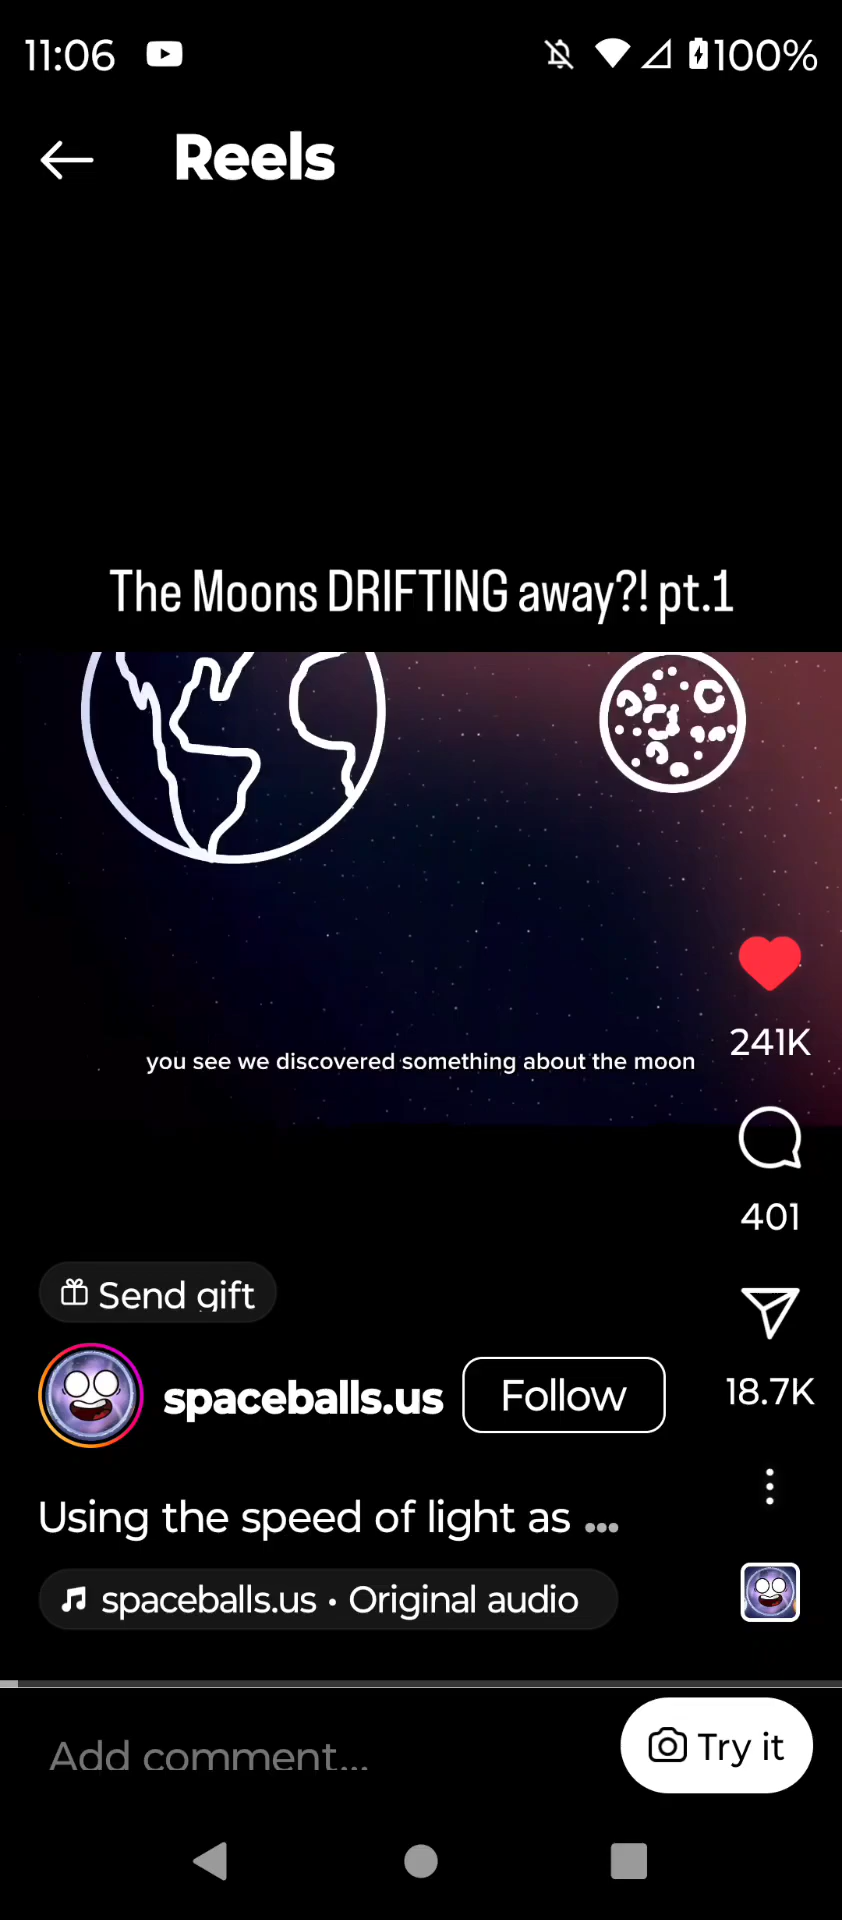 11:06
100%
Reels
The Moons DRIFTING away?! pt.1
you see we discovered something about the moon
241K
401
Send gift
18.7K
spaceballs.us
Follow
Using the speed of light as ...
spaceballs.us • Original audio
Add comment...
Try it